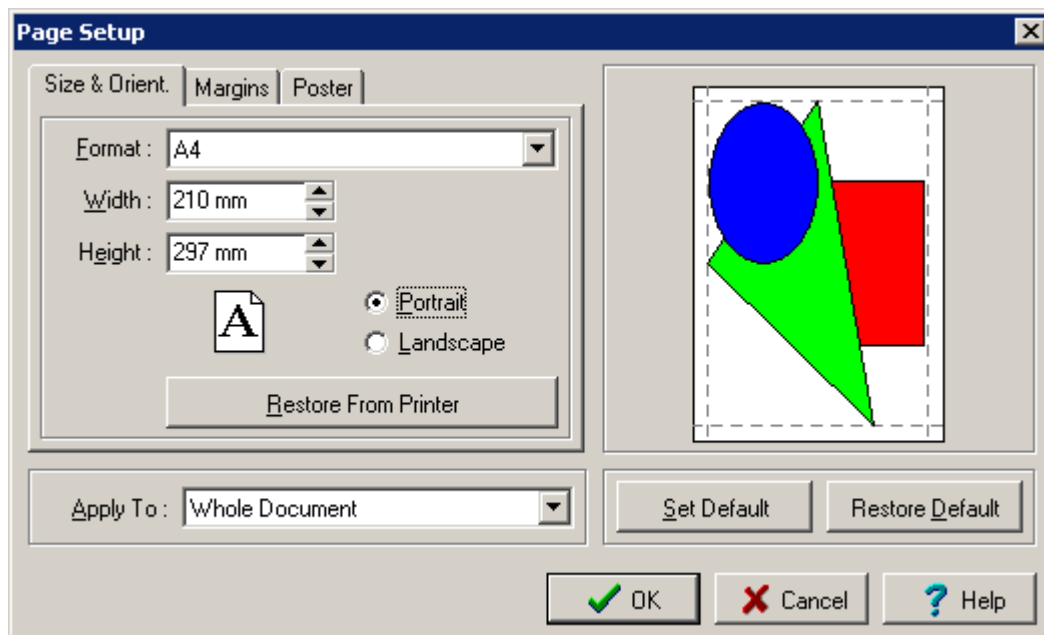 Page Setup
Size & Orient. Margins Poster
Format : A4
Width : 210 mm
Height : 297 mm
A
Portrait
Landscape
Restore From Printer
Apply To : Whole Document
Set Default Restore Default
OK Cancel ? Help